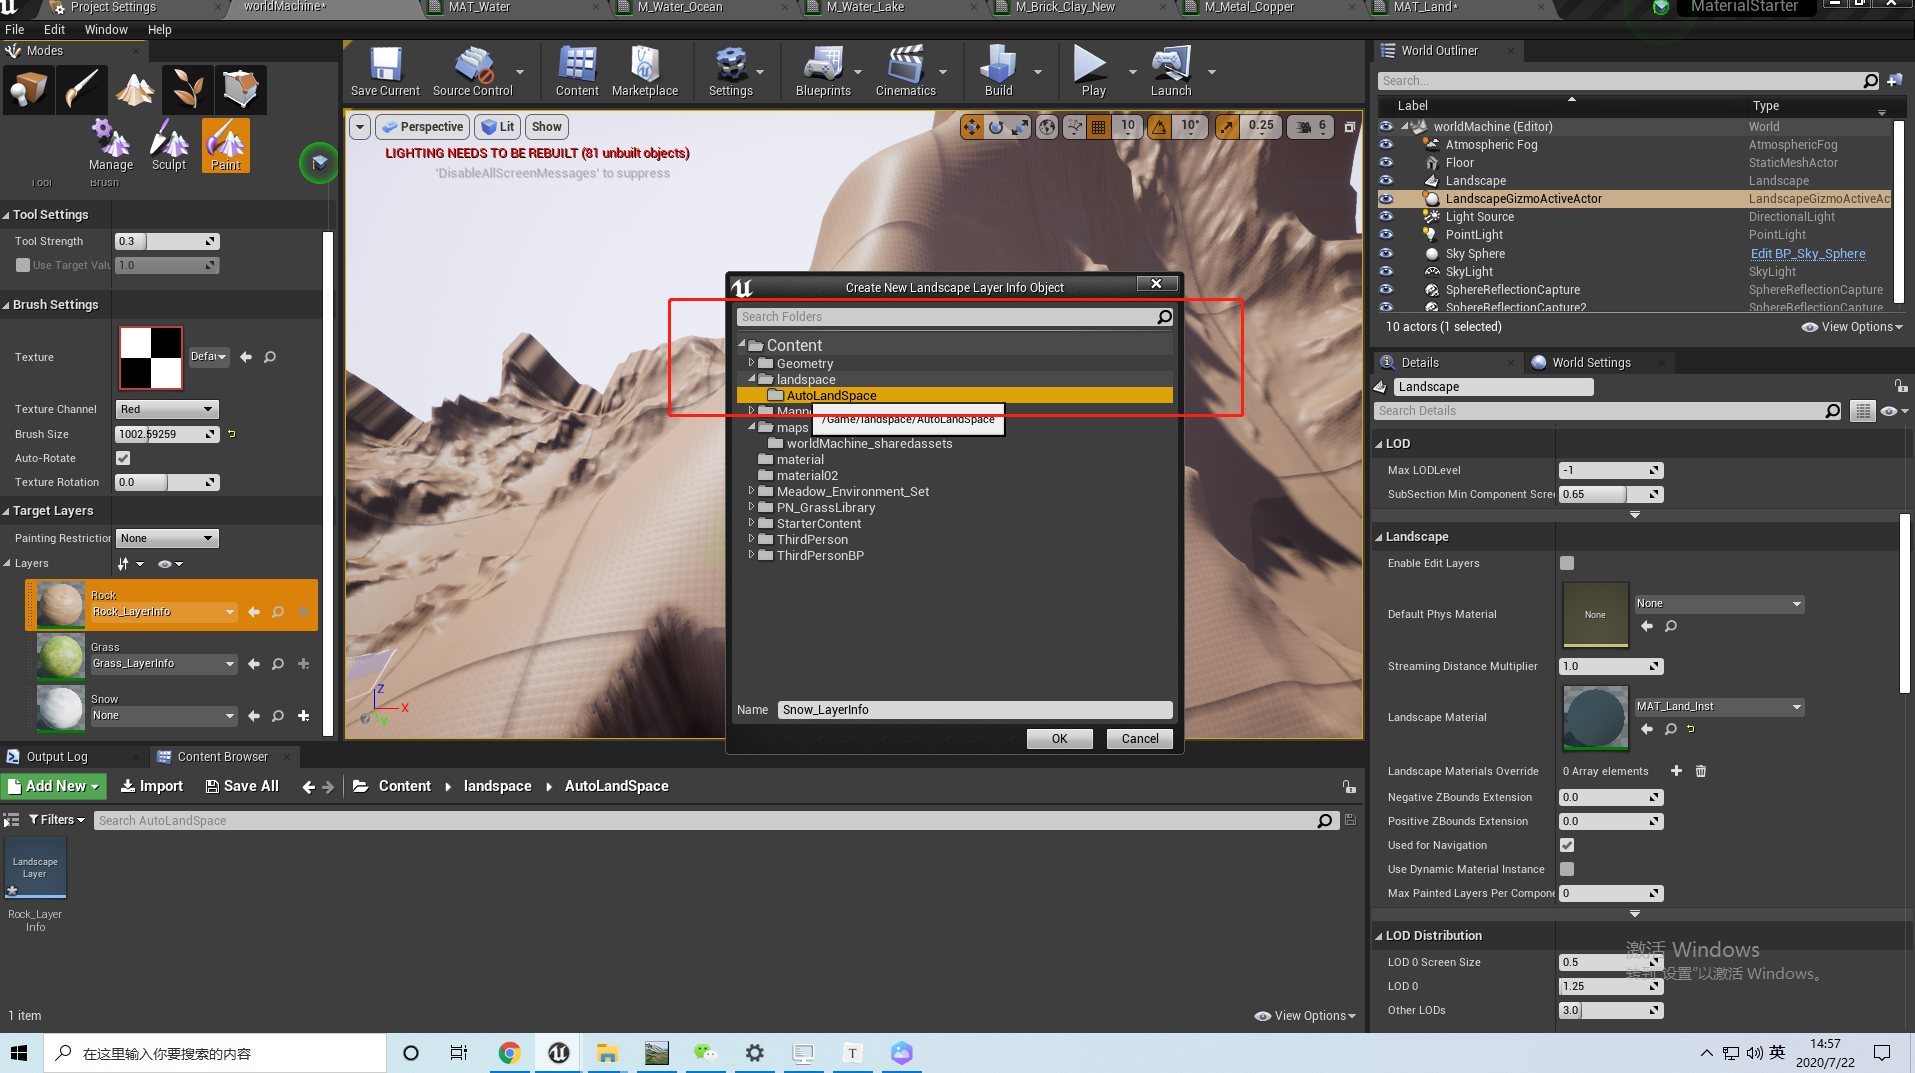 Project Settings
worldMachine*
MAT_Water
M_Water_Ocean
M_Water_Lake
M_Brick_Clay_New
M_Metal_Copper
MAT_Land*
MaterialStarter
File Edit Window Help
Modes
Manage
Sculpt
Paint
Tool
Brush
Tool Settings
Tool Strength 0.3
Use Target Valu 1.0
Brush Settings
Texture Defau
Texture Channel Red
Brush Size 1002.59259
Auto-Rotate
Texture Rotation 0.0
Target Layers
Painting Restriction None
Layers
Rock
Rock_LayerInfo
Grass
Grass_LayerInfo
Snow
None
Save Current
Source Control
Content
Marketplace
Settings
Blueprints
Cinematics
Build
Play
Launch
Perspective
Lit
Show
10
10°
0.25
6
LIGHTING NEEDS TO BE REBUILT (81 unbuilt objects)
'DisableAllScreenMessages' to suppress
Z
X
Y
Create New Landscape Layer Info Object
Search Folders
Content
Geometry
landspace
AutoLandSpace
/Game/landspace/AutoLandSpace
maps
worldMachine_sharedassets
material
material02
Meadow_Environment_Set
PN_GrassLibrary
StarterContent
ThirdPerson
ThirdPersonBP
Name Snow_LayerInfo
OK
Cancel
World Outliner
Search...
Label Type
worldMachine (Editor) World
Atmospheric Fog AtmosphericFog
Floor StaticMeshActor
Landscape Landscape
LandscapeGizmoActiveActor LandscapeGizmoActiveAc
Light Source DirectionalLight
PointLight PointLight
Sky Sphere Edit BP_Sky_Sphere
SkyLight SkyLight
SphereReflectionCapture SphereReflectionCapture
SphereReflectionCapture2 SphereReflectionCapture
10 actors (1 selected)
View Options
Details
World Settings
Landscape
Search Details
LOD
Max LODLevel -1
SubSection Min Component Scree 0.65
Landscape
Enable Edit Layers
Default Phys Material None None
Streaming Distance Multiplier 1.0
Landscape Material MAT_Land_Inst
Landscape Materials Override 0 Array elements
Negative ZBounds Extension 0.0
Positive ZBounds Extension 0.0
Used for Navigation
Use Dynamic Material Instance
Max Painted Layers Per Compone 0
LOD Distribution
LOD 0 Screen Size 0.5
LOD 0 1.25
Other LODs 3.0
激活 Windows
转到"设置"以激活 Windows。
Output Log
Content Browser
Add New
Import
Save All
Content
landspace
AutoLandSpace
Filters
Search AutoLandSpace
Landscape
Layer
Rock_Layer
Info
1 item
View Options
在这里输入你要搜索的内容
T
英
14:57
2020/7/22